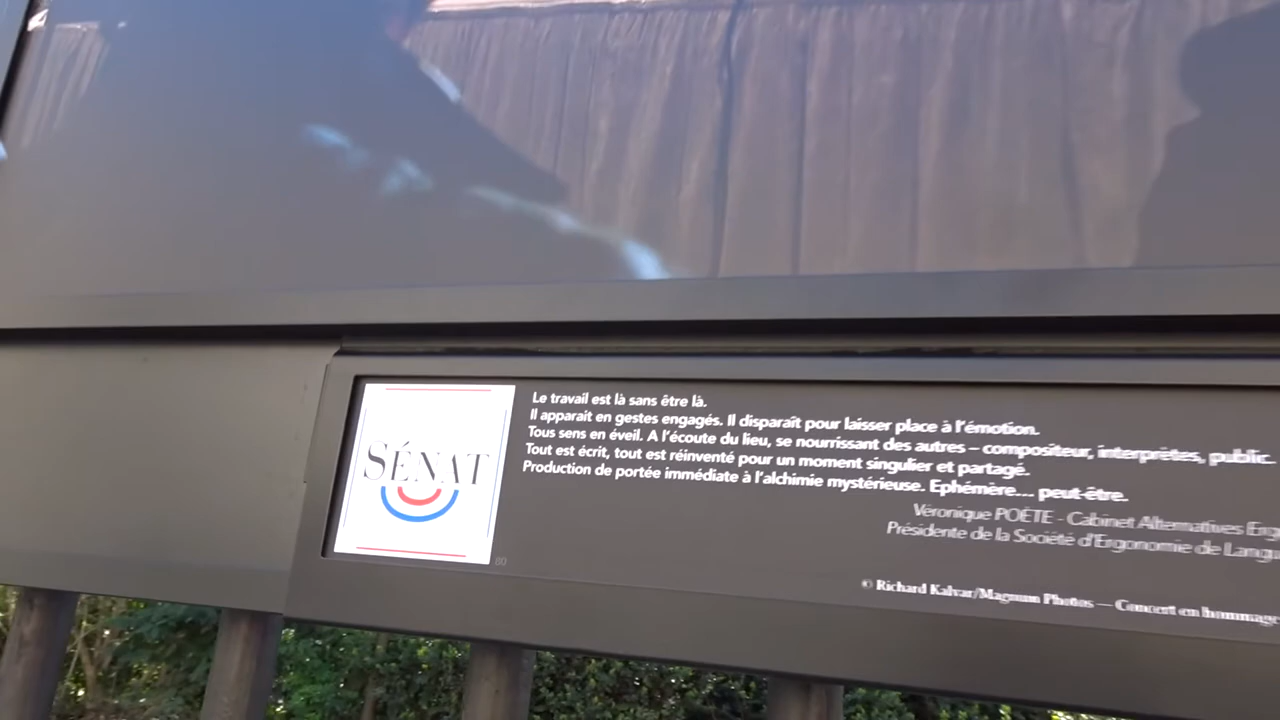 SÉNAT
Le travail est là sans être là.
Il apparait en gestes engagés. Il disparaît pour laisser place à l'émotion.
Tous sens en éveil. A l'écoute du lieu, se nourrissant des autres – compositeur, interprètes, public.
Tout est écrit, tout est réinventé pour un moment singulier et partagé.
Production de portée immédiate à l'alchimie mystérieuse. Ephémère... peut-être.
Véronique POÈTE - Cabinet Alternatives
Présidente de la Société d'Ergonomie de
80
© Richard Kalvar/Magnum Photos — Concert en hommage